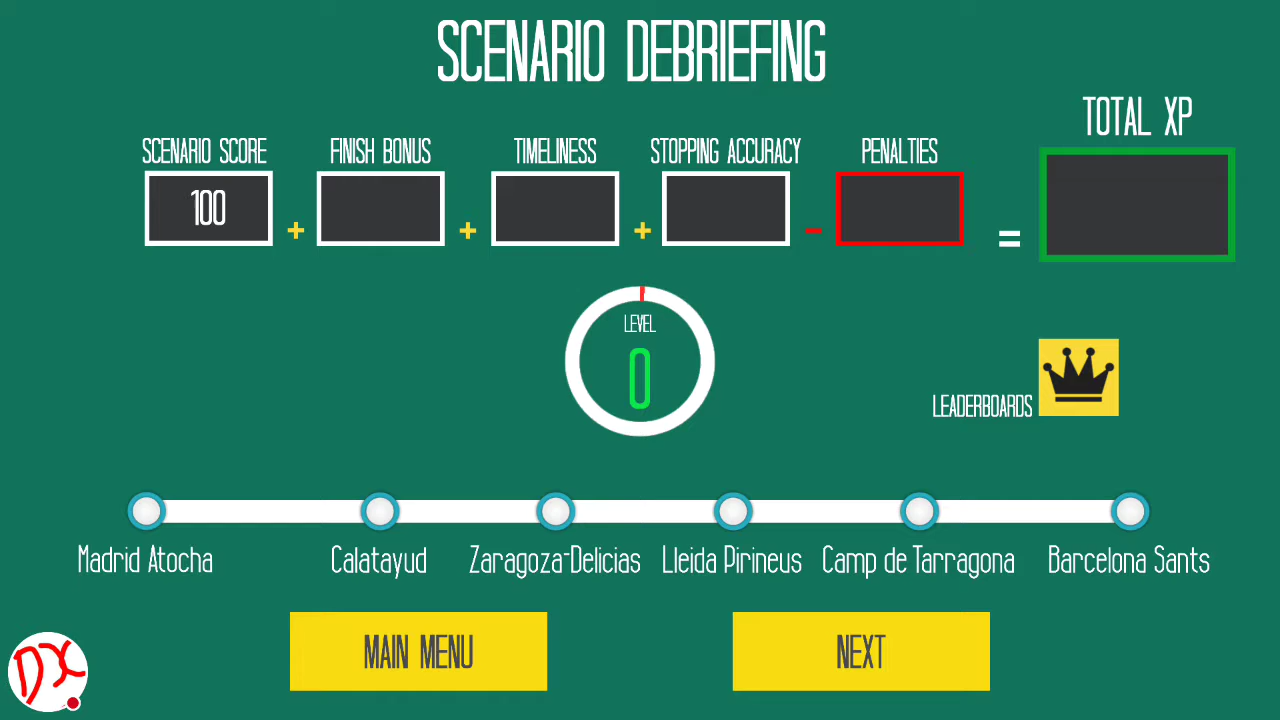 SCENARIO DEBRIEFING
TOTAL XP
SCENARIO SCORE
FINISH BONUS
TIMELINESS
STOPPING ACCURACY
PENALTIES
100
+
+
+
-
=
LEVEL
0
LEADERBOARDS
Madrid Atocha
Calatayud
Zaragoza-Delicias
Lleida Pirineus
Camp de Tarragona
Barcelona Sants
MAIN MENU
NEXT
DX